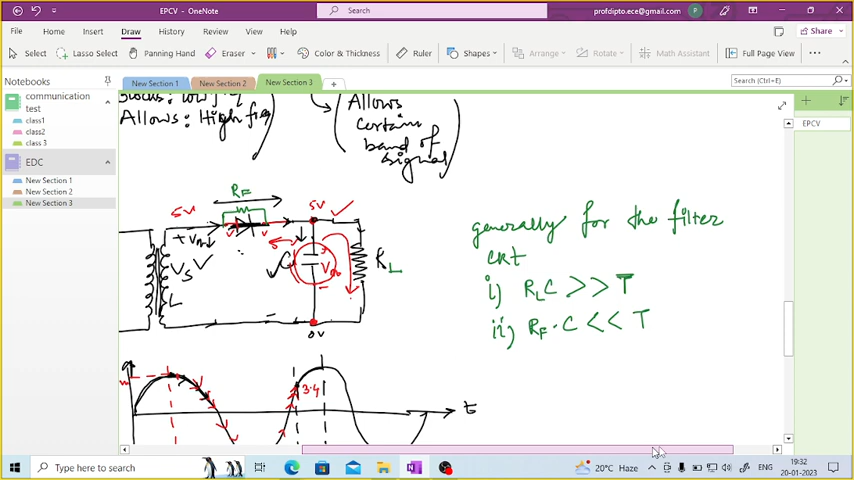 EPCV - OneNote
Search
profdipto.ece@gmail.com
P
File
Home
Insert
Draw
History
Review
View
Help
Share
Select
Lasso Select
Panning Hand
Eraser
Color & Thickness
Ruler
Shapes
Arrange
Rotate
Math Assistant
Full Page View
Notebooks
New Section 1
New Section 2
New Section 3
Search (Ctrl+E)
communication
test
class1
class2
class 3
EDC
New Section 1
New Section 2
New Section 3
EPCV
Allows: High
Allows
certain
band of
signal
RF
5V
5V
+Vm
Vs
C
RL
L
0V
generally for the filter
CKT
i) RLC >> T
ii) RF . C << T
3.4
t
Type here to search
20°C Haze
ENG
19:32
20-01-2023